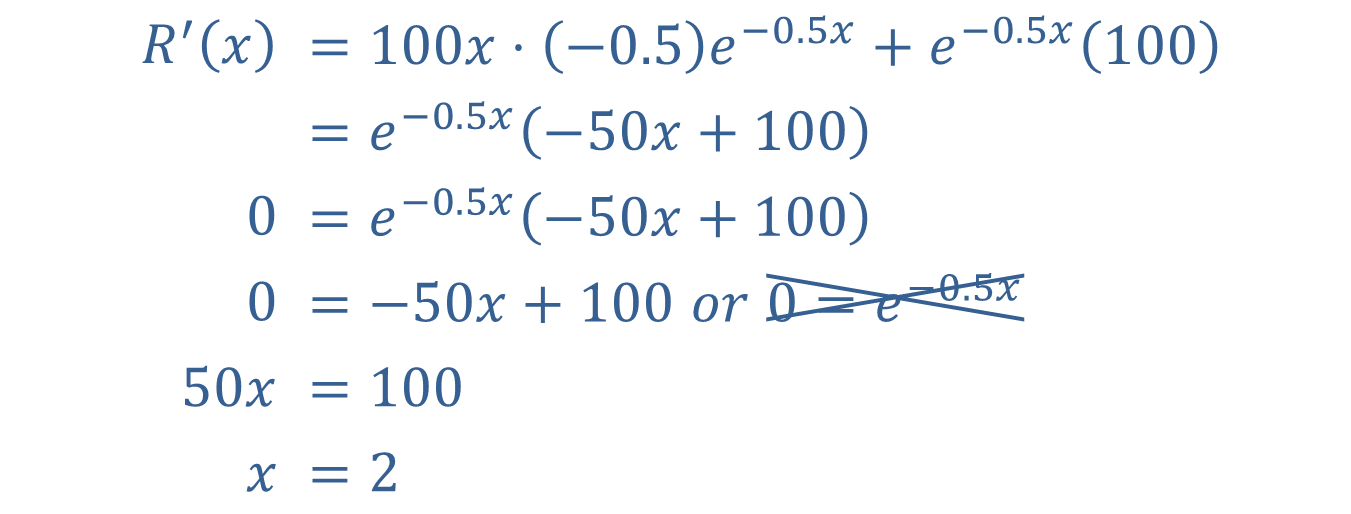 R′(x) = 100x · (−0.5)e^{−0.5x} + e^{−0.5x}(100)
= e^{−0.5x}(−50x + 100)
0 = e^{−0.5x}(−50x + 100)
0 = −50x + 100 or 0 = e^{−0.5x}
50x = 100
x = 2